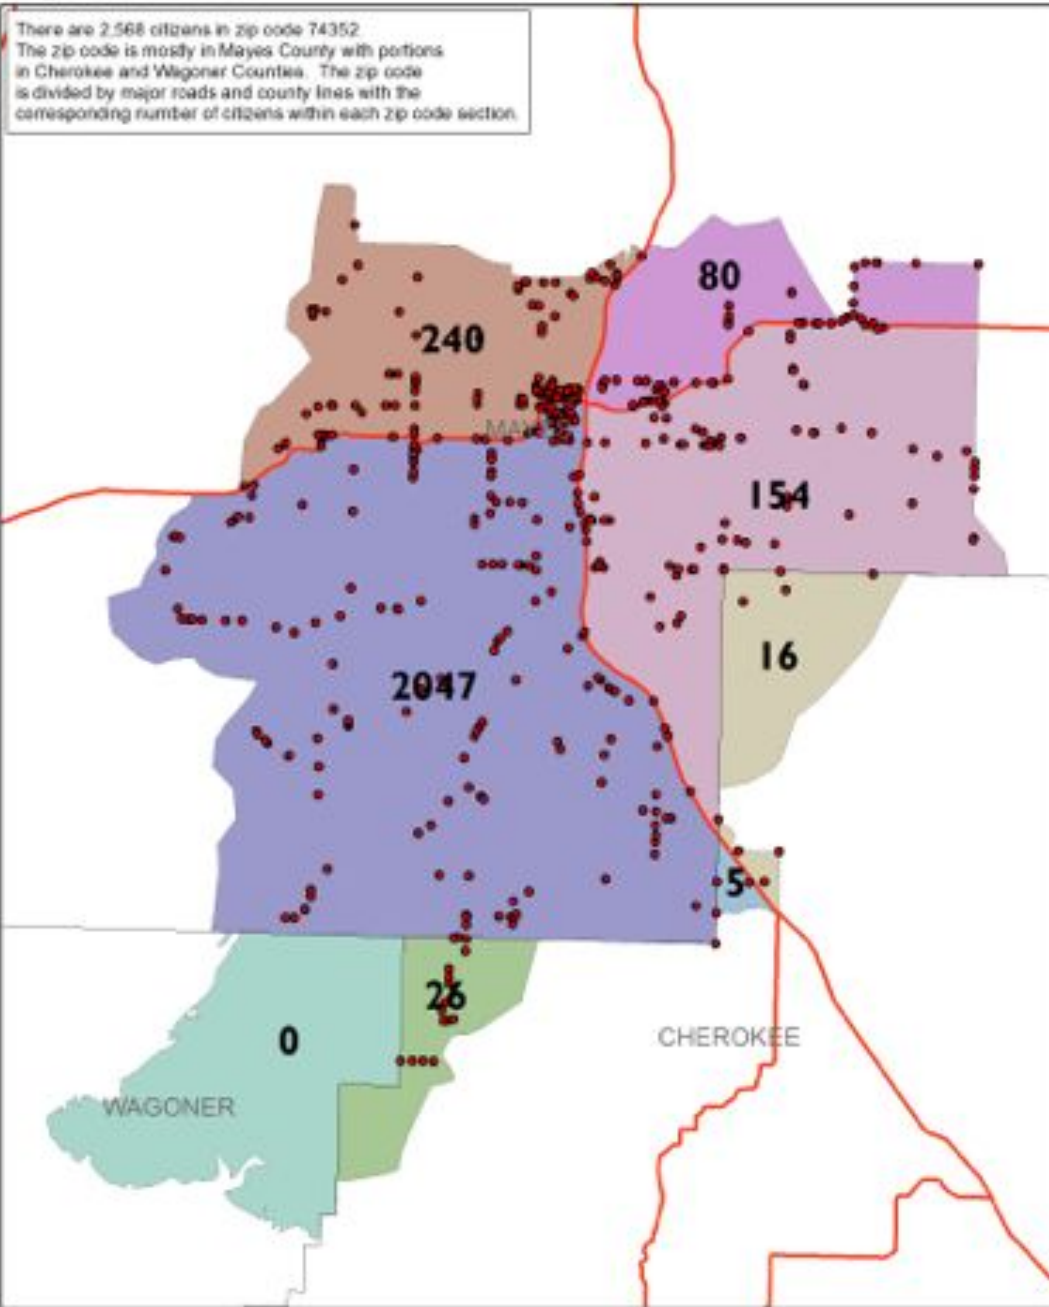 There are 2,568 citizens in zip code 74352
The zip code is mostly in Mayes County with portions
in Cherokee and Wagoner Counties. The zip code
is divided by major roads and county lines with the
corresponding number of citizens within each zip code section.
80
240
154
16
2047
5
26
0
CHEROKEE
WAGONER